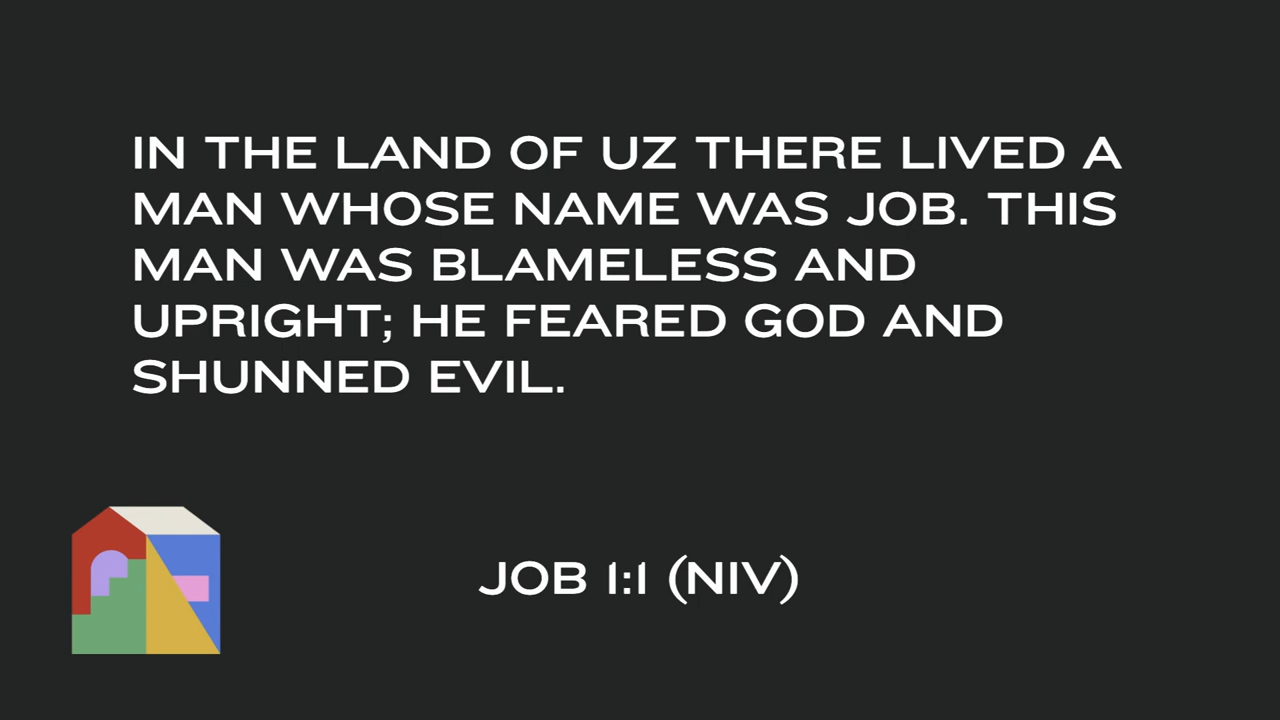 IN THE LAND OF UZ THERE LIVED A
MAN WHOSE NAME WAS JOB. THIS
MAN WAS BLAMELESS AND
UPRIGHT; HE FEARED GOD AND
SHUNNED EVIL.
JOB 1:1 (NIV)